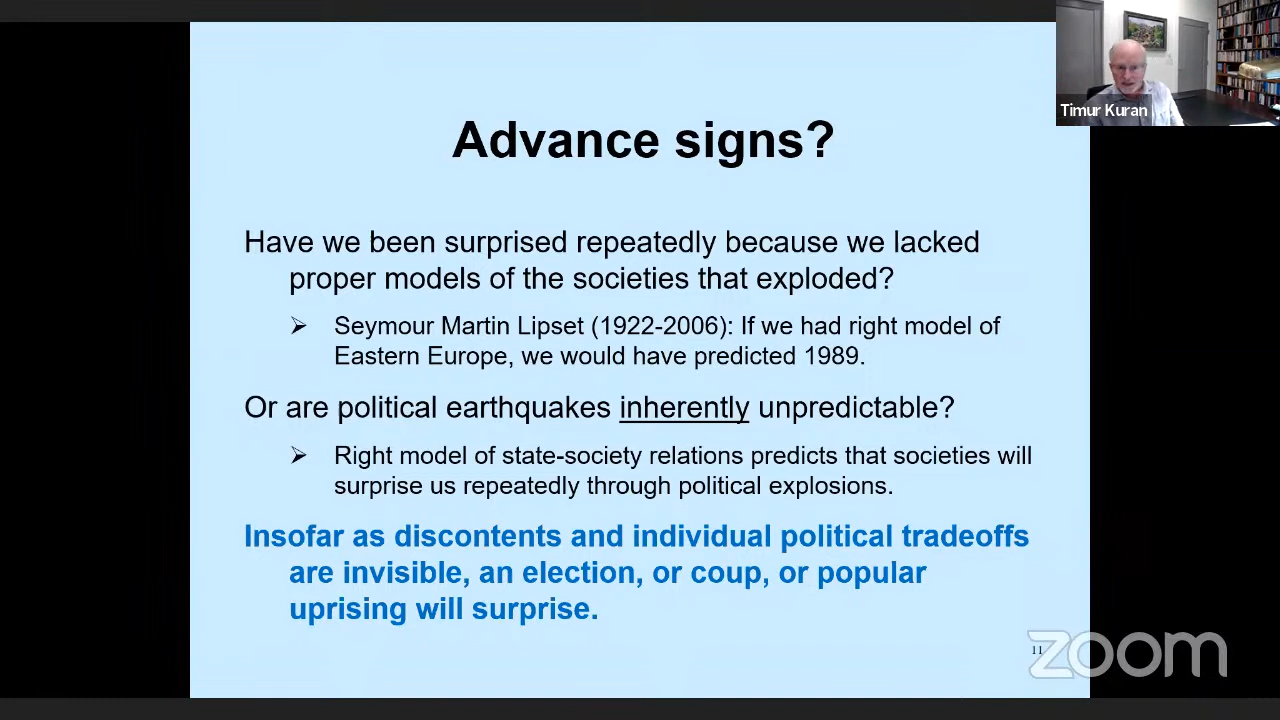 Timur Kuran
Advance signs?
Have we been surprised repeatedly because we lacked
proper models of the societies that exploded?
➢ Seymour Martin Lipset (1922-2006): If we had right model of
Eastern Europe, we would have predicted 1989.
Or are political earthquakes inherently unpredictable?
➢ Right model of state-society relations predicts that societies will
surprise us repeatedly through political explosions.
Insofar as discontents and individual political tradeoffs
are invisible, an election, or coup, or popular
uprising will surprise.
11
zoom